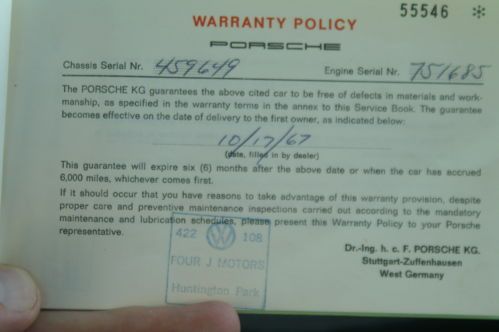 55546 *
WARRANTY POLICY
PORSCHE
Chassis Serial Nr. 459649 Engine Serial Nr. 751685
The PORSCHE KG guarantees the above cited car to be free of defects in materials and work-
manship, as specified in the warranty terms in the annex to this Service Book. The guarantee
becomes effective on the date of delivery to the first owner, as indicated below:
10/17/67
(date, filled in by dealer)
This guarantee will expire six (6) months after the above date or when the car has accrued
6,000 miles, whichever comes first.
If it should occur that you have reasons to take advantage of this warranty provision, despite
proper care and preventive maintenance inspections carried out according to the mandatory
maintenance and lubrication schedules, please present this Warranty Policy to your Porsche
representative.
422 VW 108
FOUR J MOTORS
Huntington Park
Dr.-Ing. h. c. F. PORSCHE KG.
Stuttgart-Zuffenhausen
West Germany